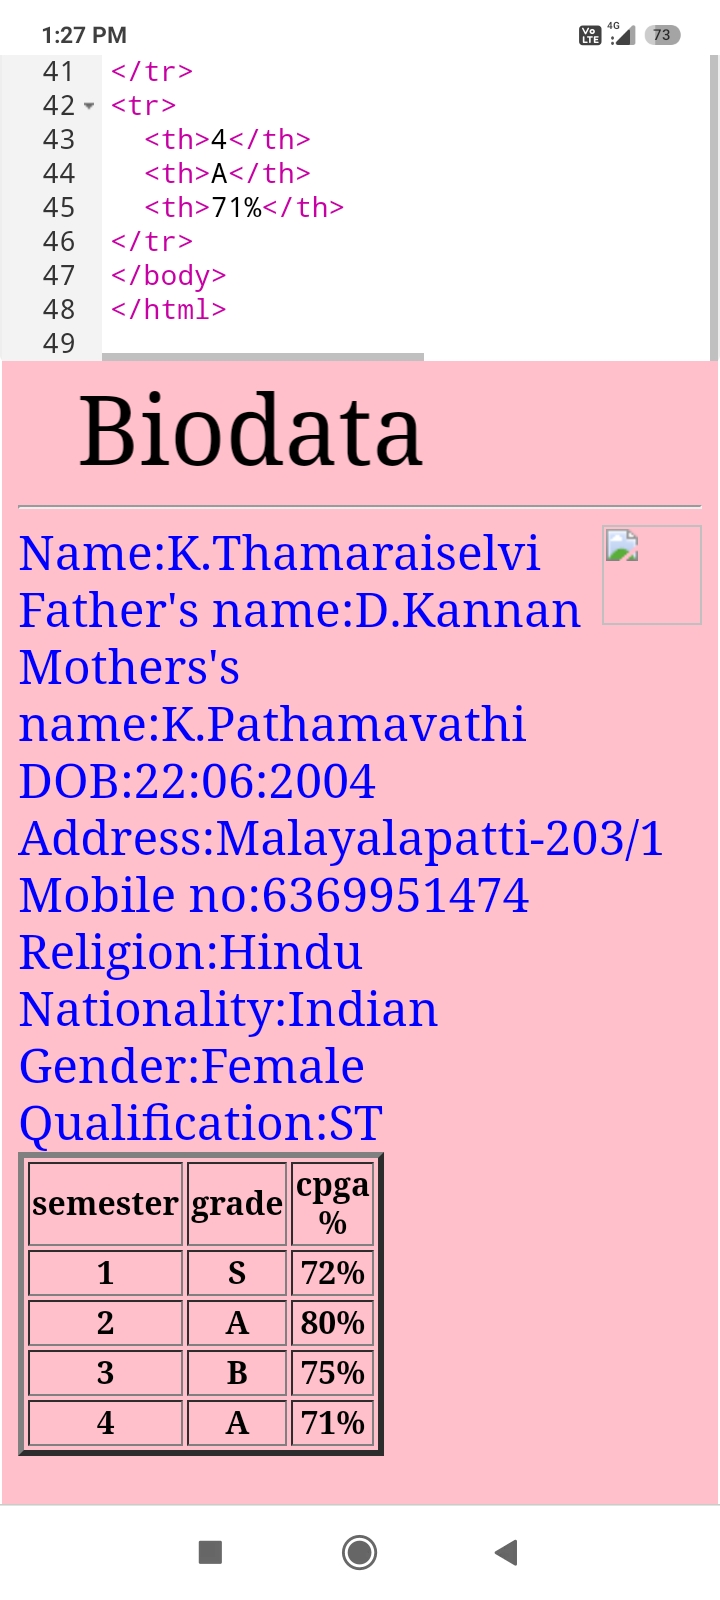 1:27 PM
Vo LTE 4G 73
41 </tr>
42 <tr>
43 <th>4</th>
44 <th>A</th>
45 <th>71%</th>
46 </tr>
47 </body>
48 </html>
49
Biodata
Name:K.Thamaraiselvi
Father's name:D.Kannan
Mothers's
name:K.Pathamavathi
DOB:22:06:2004
Address:Malayalapatti-203/1
Mobile no:6369951474
Religion:Hindu
Nationality:Indian
Gender:Female
Qualification:ST
semester grade cpga %
1 S 72%
2 A 80%
3 B 75%
4 A 71%